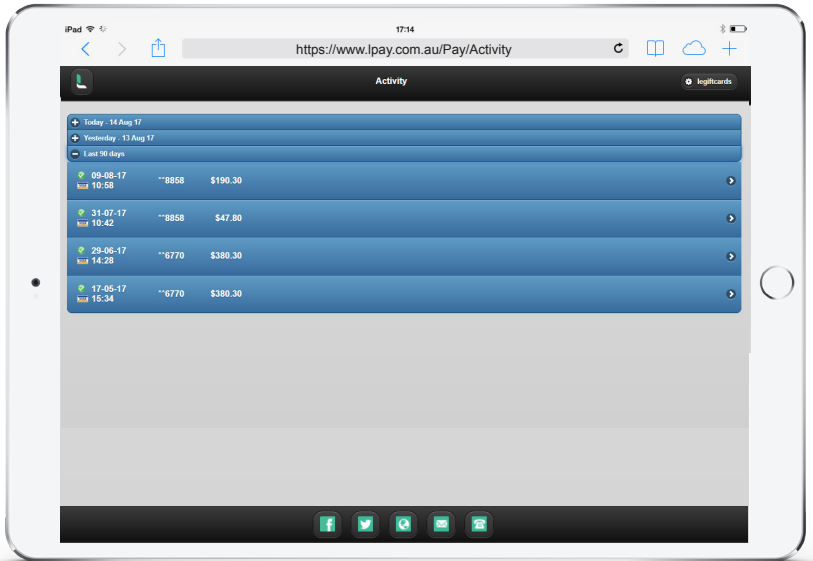 iPad 17:14
https://www.lpay.com.au/Pay/Activity
Activity legiftcards
Today - 14 Aug 17
Yesterday - 13 Aug 17
Last 90 days
09-08-17
10:58 **8858 $190.30
31-07-17
10:42 **8858 $47.80
29-06-17
14:28 **6770 $380.30
17-05-17
15:34 **6770 $380.30